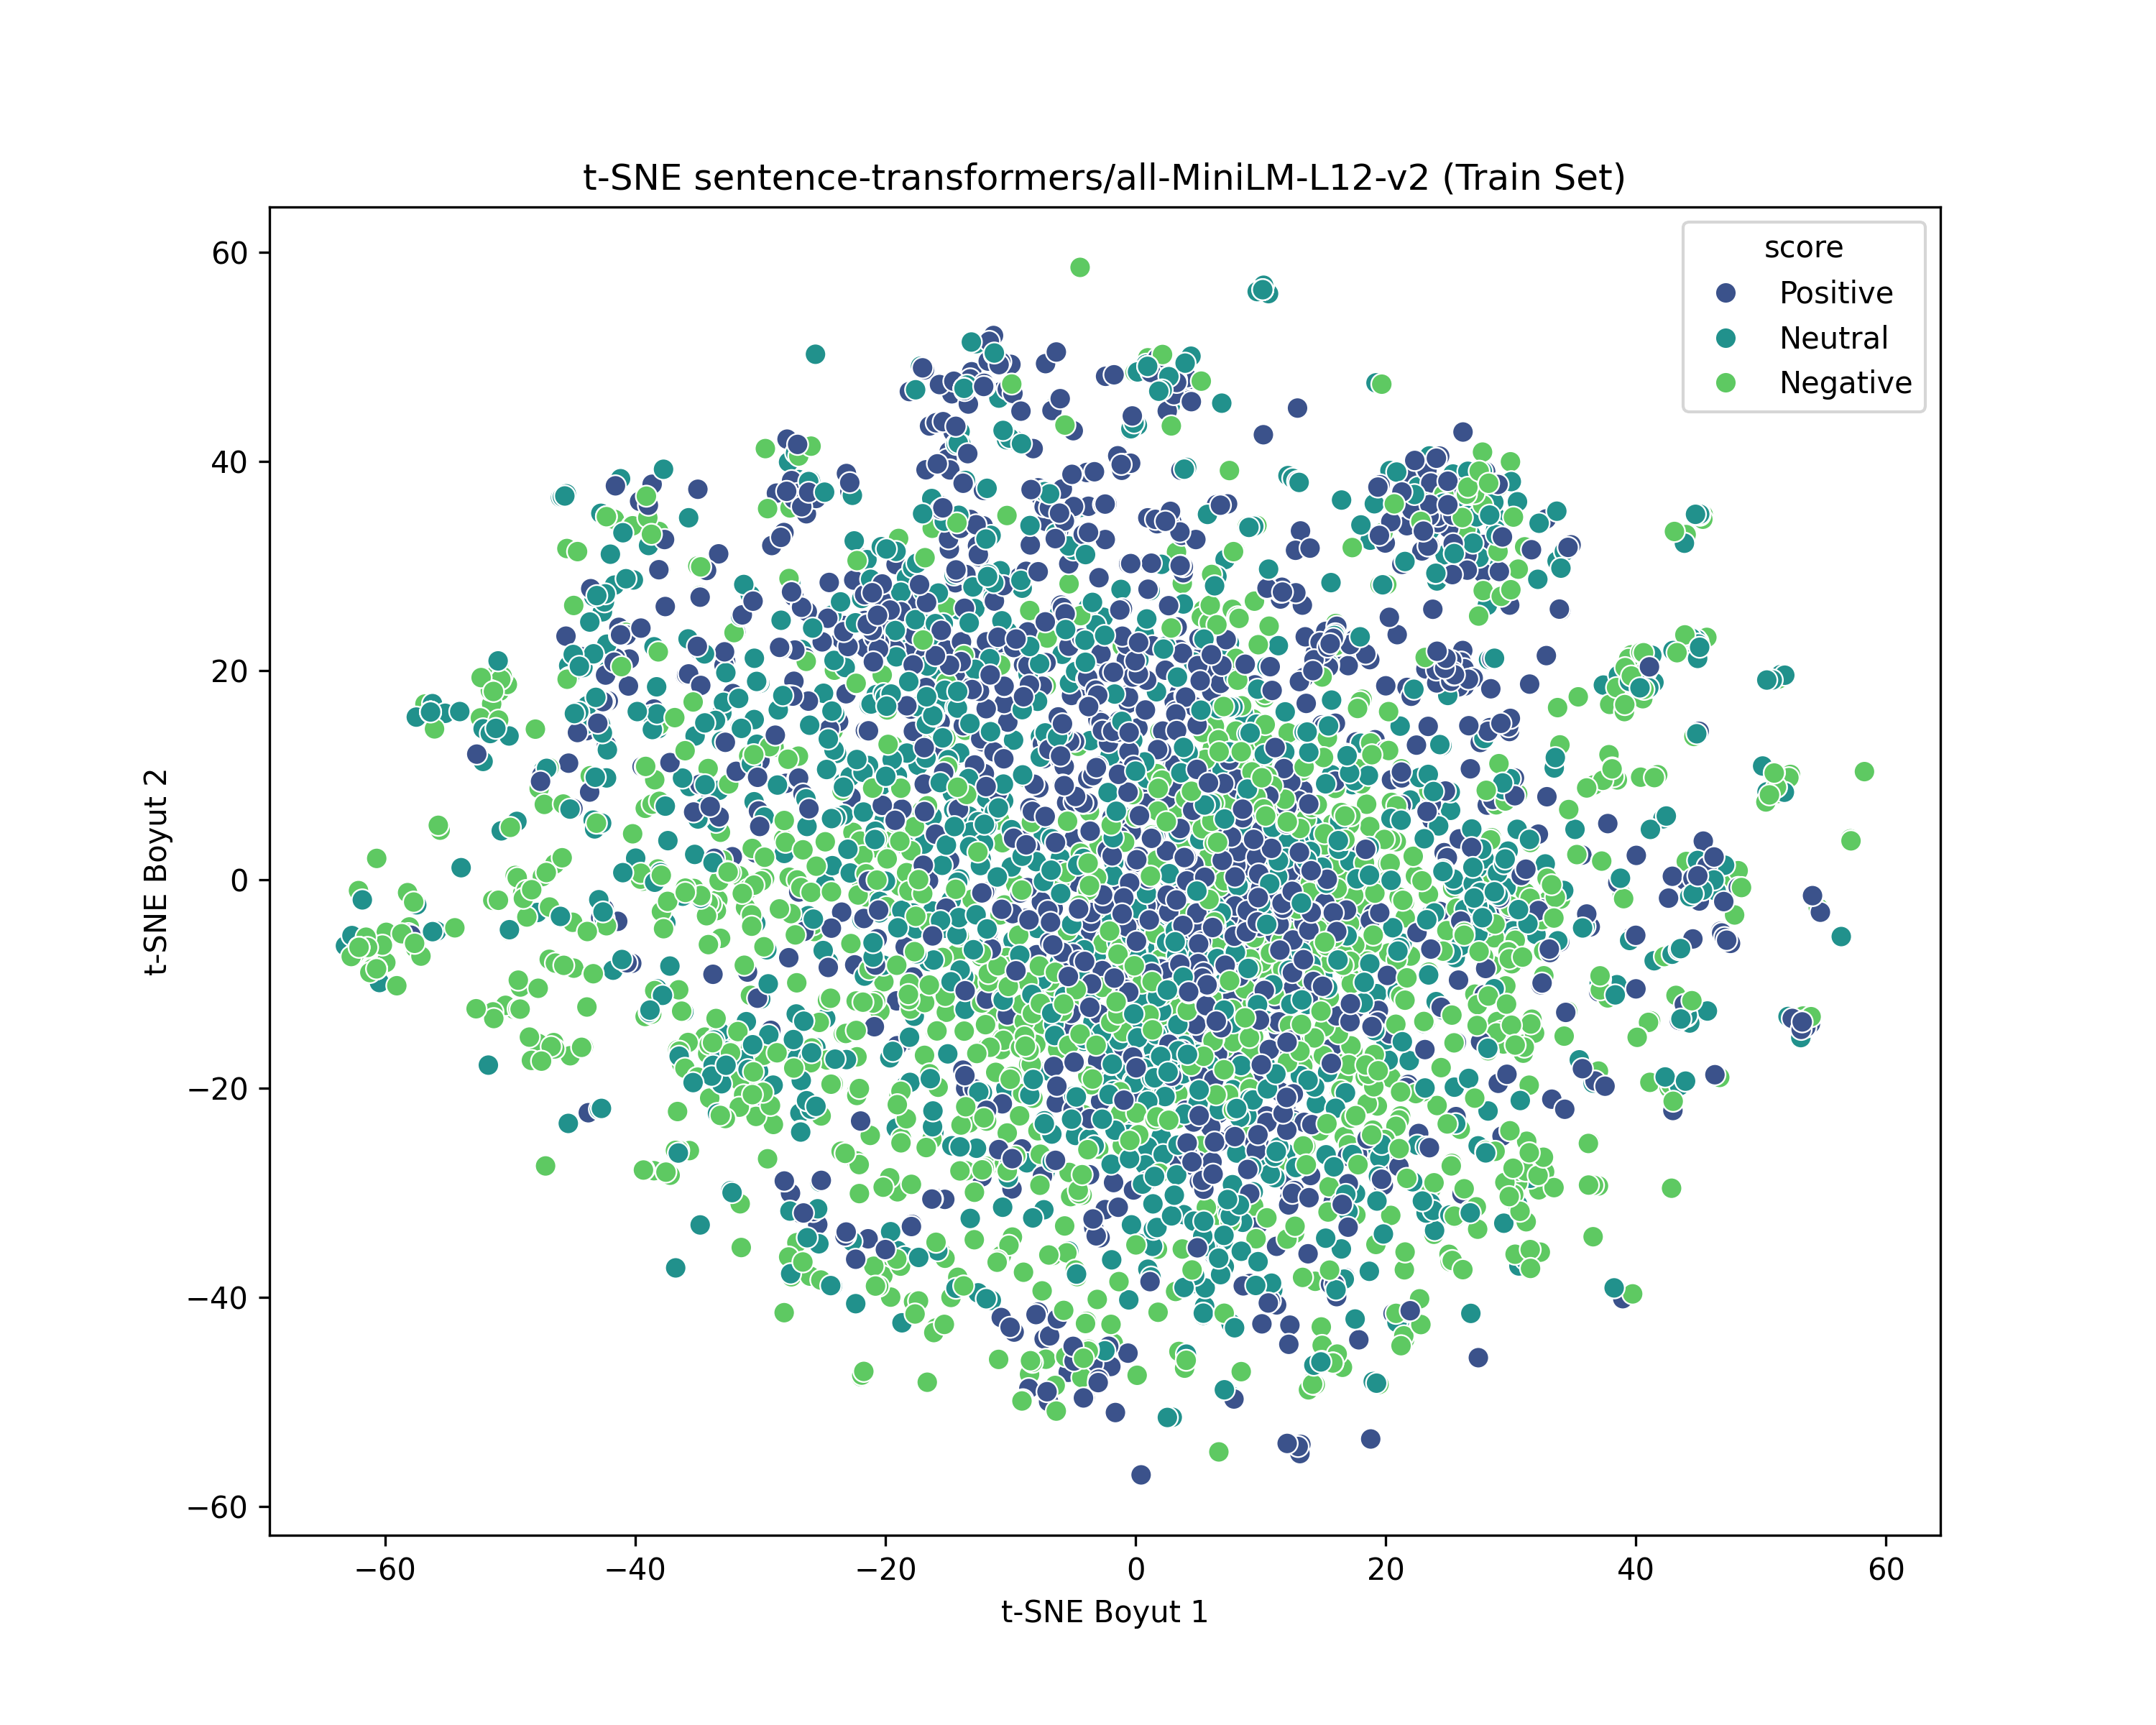 t-SNE sentence-transformers/all-MiniLM-L12-v2 (Train Set)
score
Positive
Neutral
Negative
60
40
20
0
−20
−40
−60
t-SNE Boyut 2
−60
−40
−20
0
20
40
60
t-SNE Boyut 1